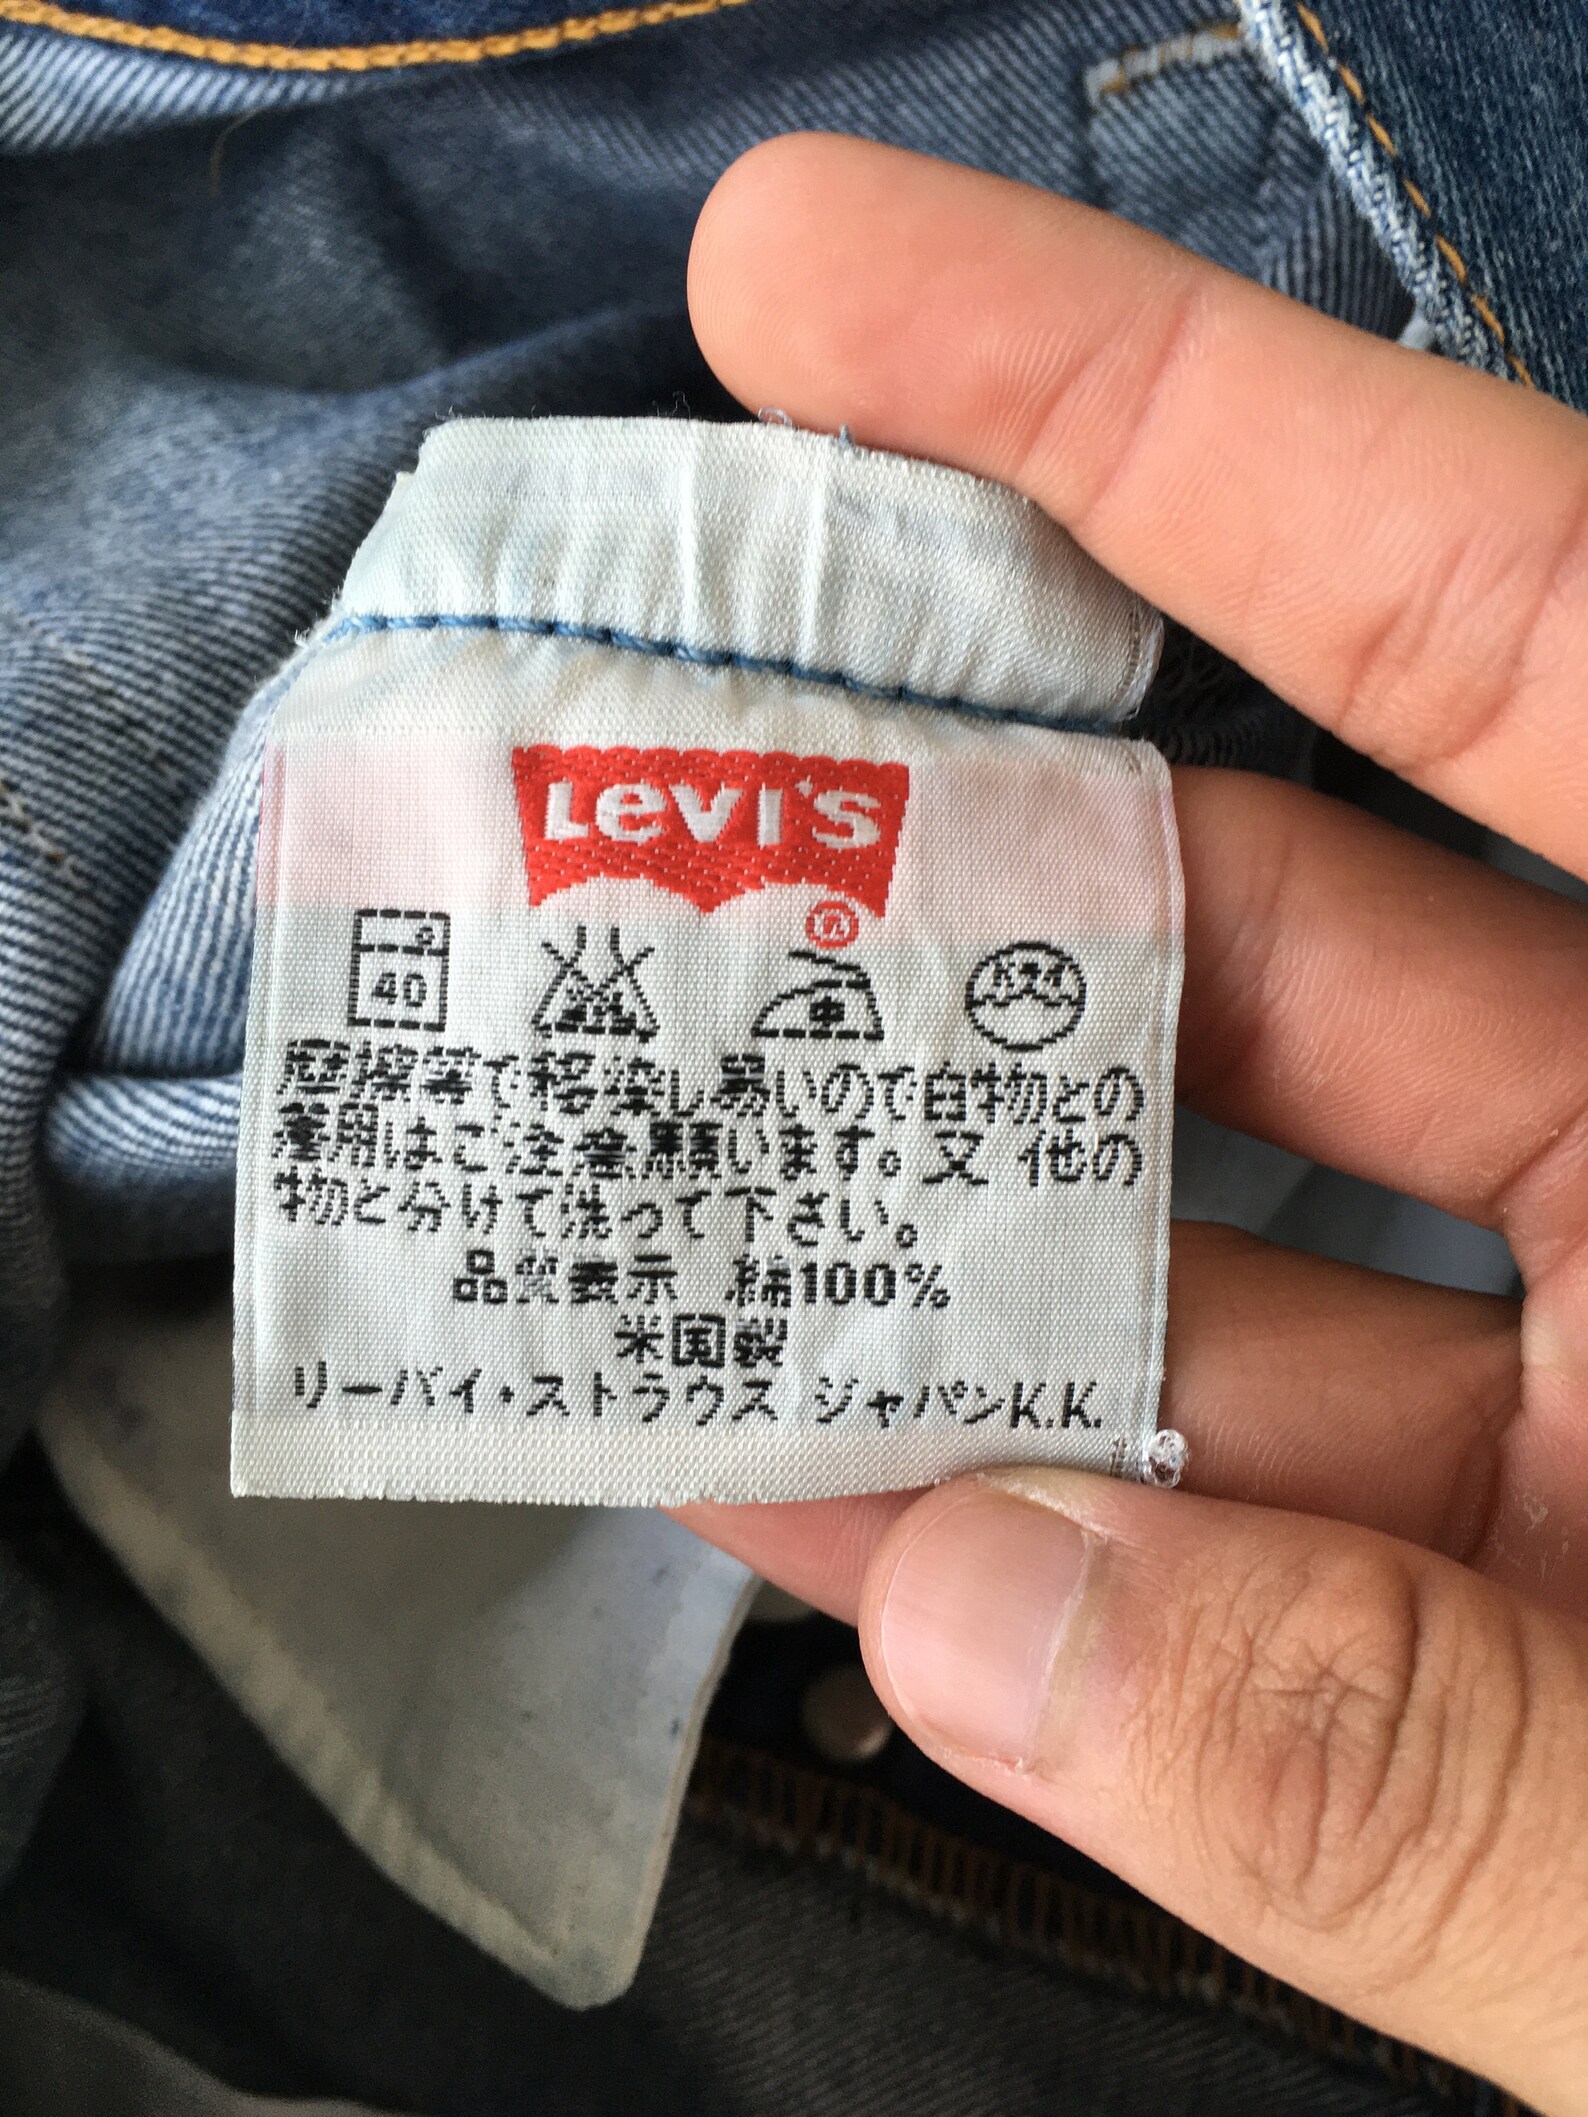 Levi's
®
40
ドライ
摩擦等で移染し易いので白物との
着用はご注意願います。又 他の
物と分けて洗って下さい。
品質表示 綿100%
米国製
リーバイ・ストラウス ジャパンK.K.